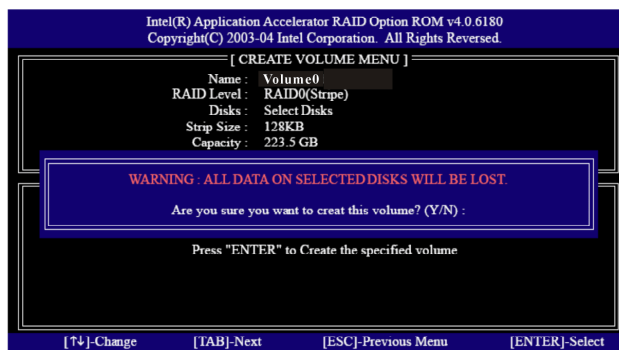 Intel(R) Application Accelerator RAID Option ROM v4.0.6180
Copyright(C) 2003-04 Intel Corporation. All Rights Reversed.
[ CREATE VOLUME MENU ]
Name : Volume0
RAID Level : RAID0(Stripe)
Disks : Select Disks
Strip Size : 128KB
Capacity : 223.5 GB
WARNING : ALL DATA ON SELECTED DISKS WILL BE LOST.
Are you sure you want to creat this volume? (Y/N) :
Press "ENTER" to Create the specified volume
[↑↓]-Change [TAB]-Next [ESC]-Previous Menu [ENTER]-Select